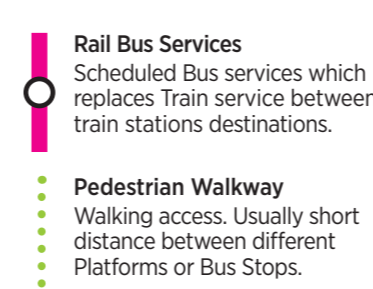 Rail Bus Services
Scheduled Bus services which
replaces Train service between
train stations destinations.
Pedestrian Walkway
Walking access. Usually short
distance between different
Platforms or Bus Stops.